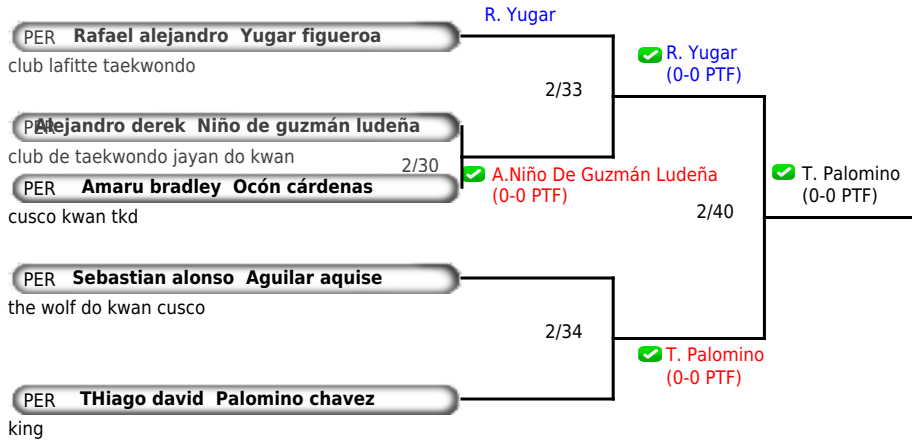 R. Yugar
PER Rafael alejandro Yugar figueroa
club lafitte taekwondo
R. Yugar
(0-0 PTF)
2/33
PER Alejandro derek Niño de guzmán ludeña
club de taekwondo jayan do kwan
2/30
A.Niño De Guzmán Ludeña
(0-0 PTF)
PER Amaru bradley Ocón cárdenas
cusco kwan tkd
T. Palomino
(0-0 PTF)
2/40
PER Sebastian alonso Aguilar aquise
the wolf do kwan cusco
2/34
T. Palomino
(0-0 PTF)
PER THiago david Palomino chavez
king